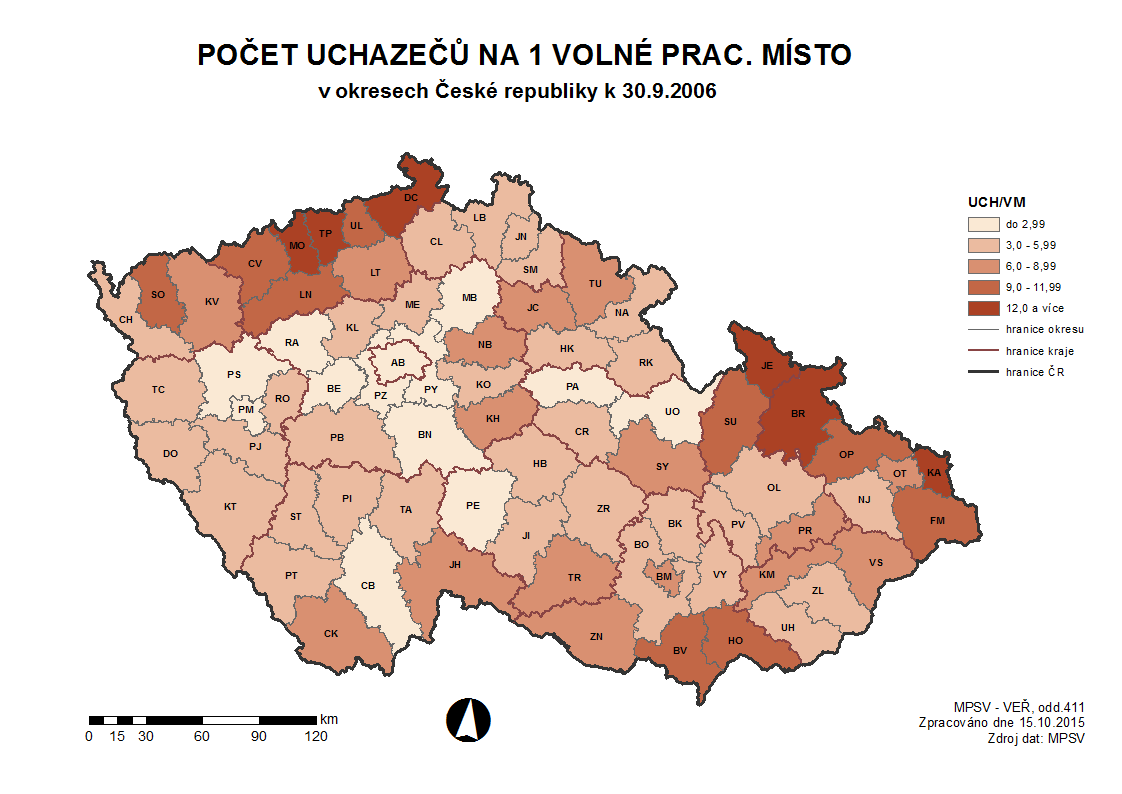 POČET UCHAZEČŮ NA 1 VOLNÉ PRAC. MÍSTO
v okresech České republiky k 30.9.2006
UCH/VM
do 2,99
3,0 - 5,99
6,0 - 8,99
9,0 - 11,99
12,0 a více
hranice okresu
hranice kraje
hranice ČR
DC
LB
UL
TP
JN
MO
CL
CV
LT
SM
TU
SO
KV
LN
MB
ME
JC
NA
CH
KL
RA
NB
HK
AB
RK
JE
PS
TC
BE
PZ
PY
KO
PA
RO
PM
UO
BR
KH
SU
PB
BN
CR
PJ
DO
OP
HB
SY
OT
KA
OL
PI
KT
TA
PE
ZR
NJ
ST
BK
PV
FM
PR
JI
BO
JH
VS
PT
TR
BM
VY
KM
CB
ZL
UH
CK
ZN
HO
BV
km
0 15 30 60 90 120
MPSV - VEŘ, odd.411
Zpracováno dne 15.10.2015
Zdroj dat: MPSV